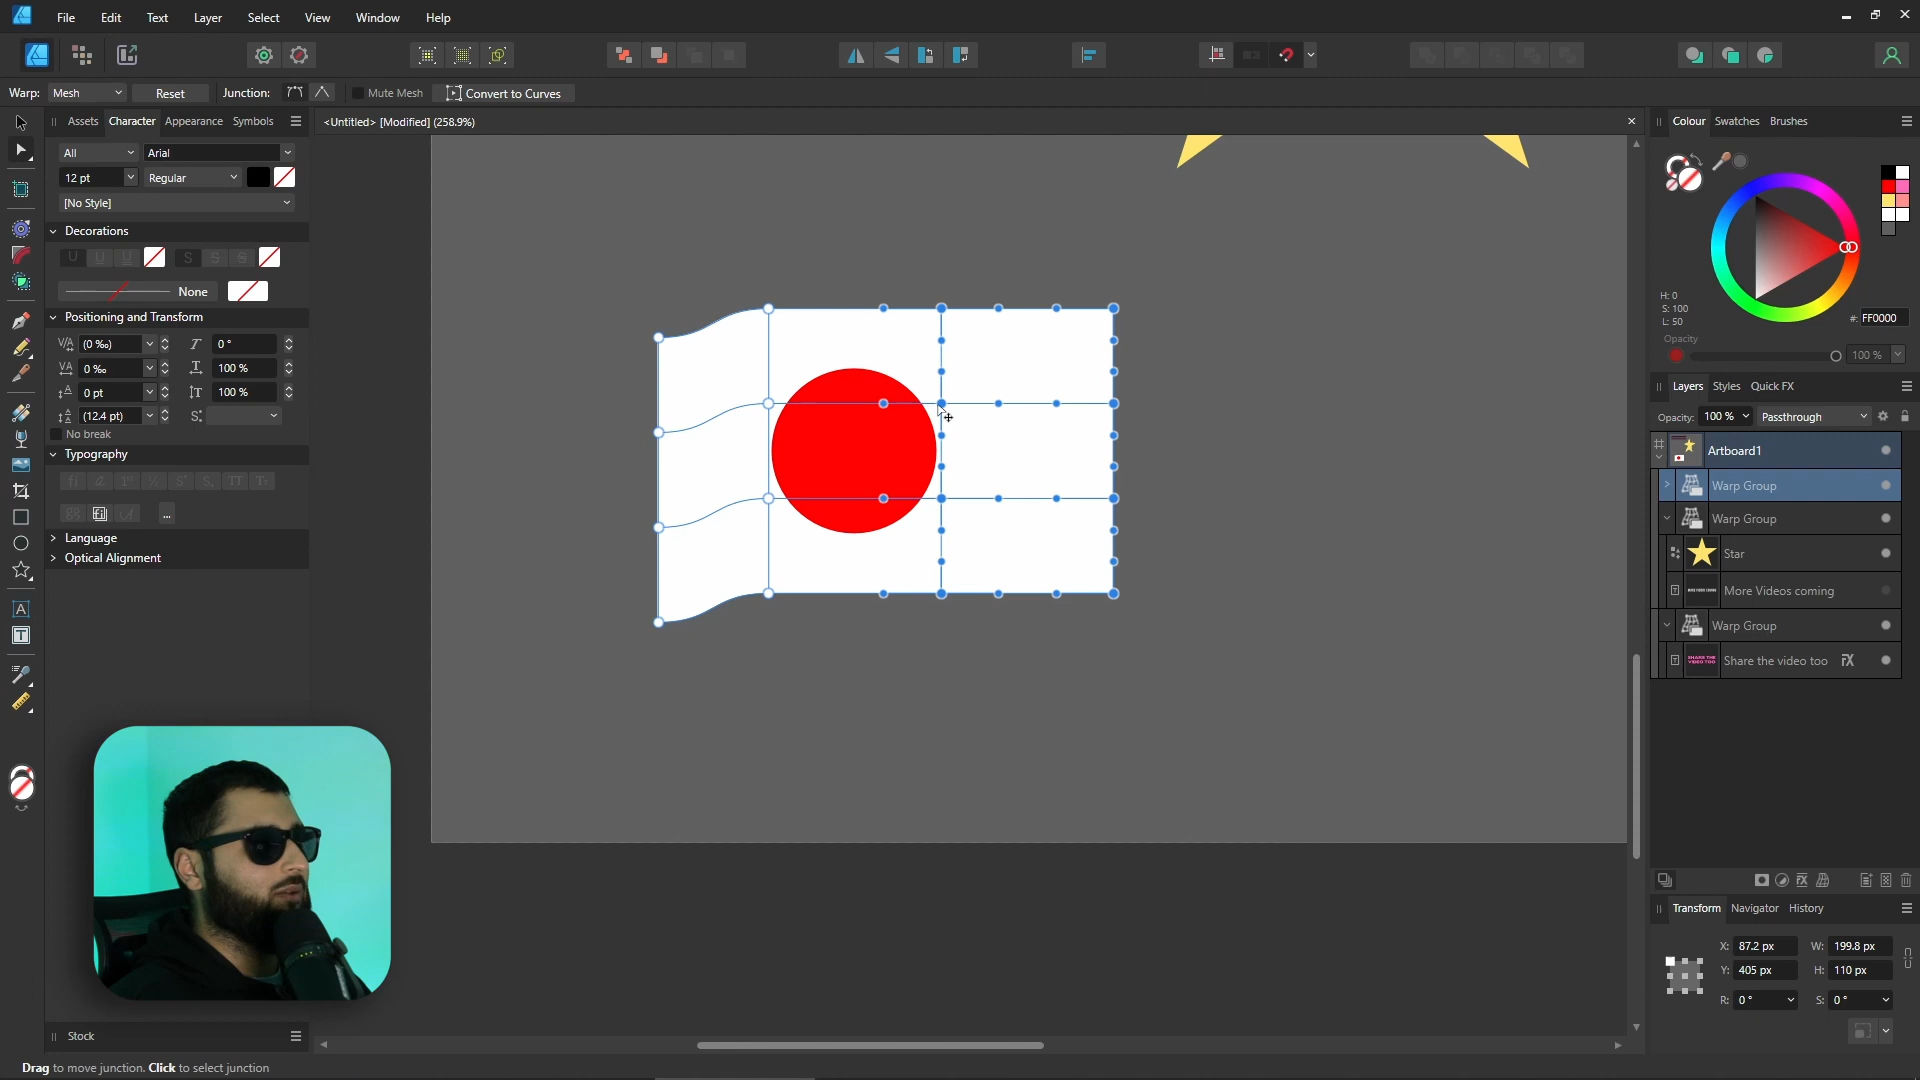 File Edit Text Layer Select View Window Help
Warp: Mesh Reset Junction: Mute Mesh Convert to Curves
Assets Character Appearance Symbols
<Untitled> [Modified] (258.9%)
All Arial
12 pt Regular
[No Style]
Decorations
None
Positioning and Transform
(0 ‰) 0 °
0 ‰ 100 %
0 pt 100 %
(12.4 pt)
No break
Typography
Language
Optical Alignment
Stock
Drag to move junction. Click to select junction
Colour Swatches Brushes
H: 0
S: 100
L: 50
#: FF0000
Opacity
100 %
Layers Styles Quick FX
Opacity: 100 % Passthrough
Artboard1
Warp Group
Warp Group
Star
More Videos coming
Warp Group
Share the video too
Transform Navigator History
X: 87.2 px W: 199.8 px
Y: 405 px H: 110 px
R: 0 ° S: 0 °